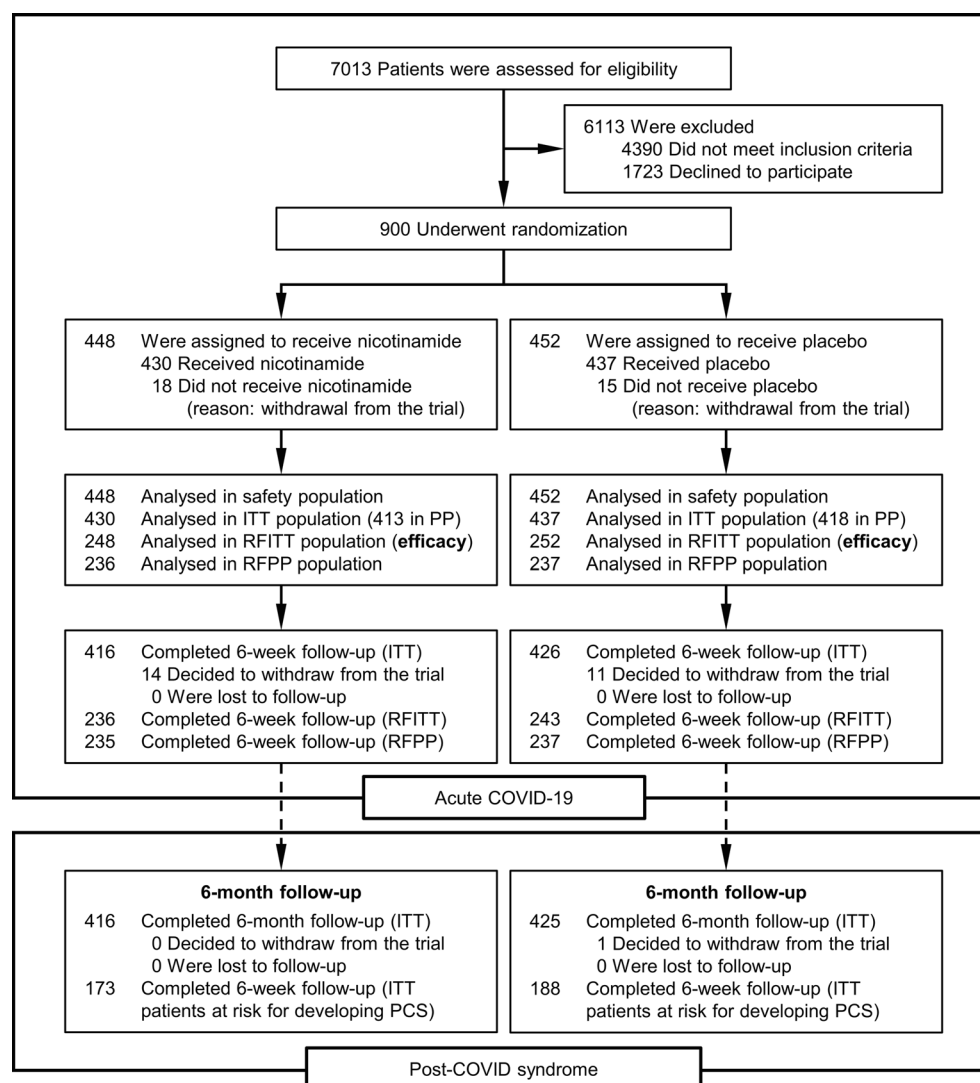 7013 Patients were assessed for eligibility
6113 Were excluded
4390 Did not meet inclusion criteria
1723 Declined to participate
900 Underwent randomization
448 Were assigned to receive nicotinamide
430 Received nicotinamide
18 Did not receive nicotinamide
(reason: withdrawal from the trial)
452 Were assigned to receive placebo
437 Received placebo
15 Did not receive placebo
(reason: withdrawal from the trial)
448 Analysed in safety population
430 Analysed in ITT population (413 in PP)
248 Analysed in RFITT population (efficacy)
236 Analysed in RFPP population
452 Analysed in safety population
437 Analysed in ITT population (418 in PP)
252 Analysed in RFITT population (efficacy)
237 Analysed in RFPP population
416 Completed 6-week follow-up (ITT)
14 Decided to withdraw from the trial
0 Were lost to follow-up
236 Completed 6-week follow-up (RFITT)
235 Completed 6-week follow-up (RFPP)
426 Completed 6-week follow-up (ITT)
11 Decided to withdraw from the trial
0 Were lost to follow-up
243 Completed 6-week follow-up (RFITT)
237 Completed 6-week follow-up (RFPP)
Acute COVID-19
6-month follow-up
416 Completed 6-month follow-up (ITT)
0 Decided to withdraw from the trial
0 Were lost to follow-up
173 Completed 6-week follow-up (ITT
patients at risk for developing PCS)
6-month follow-up
425 Completed 6-month follow-up (ITT)
1 Decided to withdraw from the trial
0 Were lost to follow-up
188 Completed 6-week follow-up (ITT
patients at risk for developing PCS)
Post-COVID syndrome